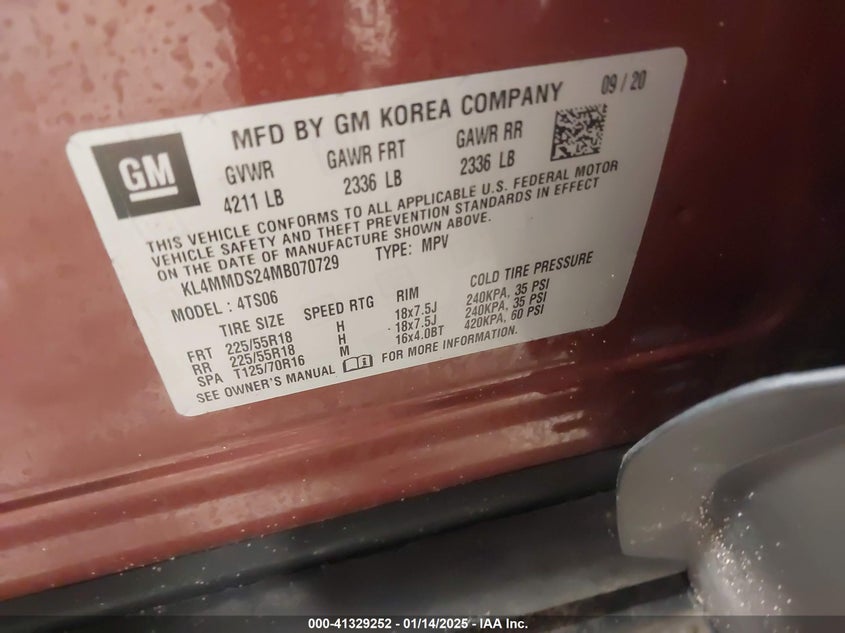 MFD BY GM KOREA COMPANY 09 / 20
GM
GVWR GAWR FRT GAWR RR
4211 LB 2336 LB 2336 LB
THIS VEHICLE CONFORMS TO ALL APPLICABLE U.S. FEDERAL MOTOR
VEHICLE SAFETY AND THEFT PREVENTION STANDARDS IN EFFECT
ON THE DATE OF MANUFACTURE SHOWN ABOVE.
KL4MMDS24MB070729 TYPE: MPV
MODEL : 4TS06
TIRE SIZE SPEED RTG RIM COLD TIRE PRESSURE
FRT 225/55R18 H 18x7.5J 240KPA, 35 PSI
RR 225/55R18 H 18x7.5J 240KPA, 35 PSI
SPA T125/70R16 M 16x4.0BT 420KPA, 60 PSI
SEE OWNER'S MANUAL FOR MORE INFORMATION.
000-41329252 - 01/14/2025 - IAA Inc.